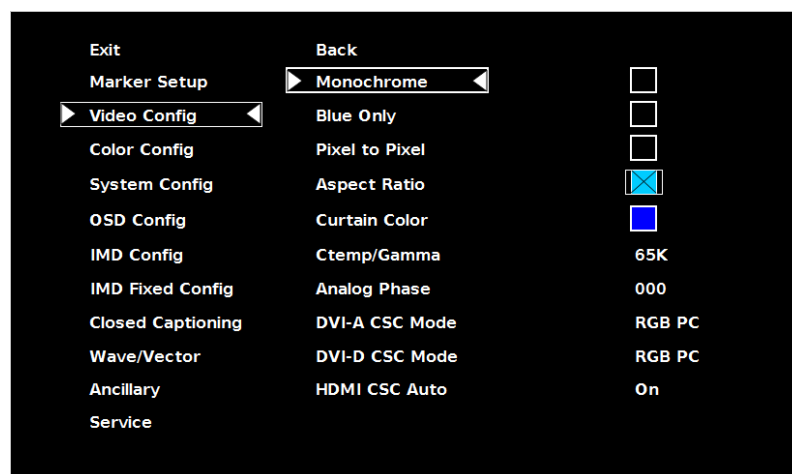 Exit Back
Marker Setup Monochrome
Video Config Blue Only
Color Config Pixel to Pixel
System Config Aspect Ratio
OSD Config Curtain Color
IMD Config Ctemp/Gamma 65K
IMD Fixed Config Analog Phase 000
Closed Captioning DVI-A CSC Mode RGB PC
Wave/Vector DVI-D CSC Mode RGB PC
Ancillary HDMI CSC Auto On
Service